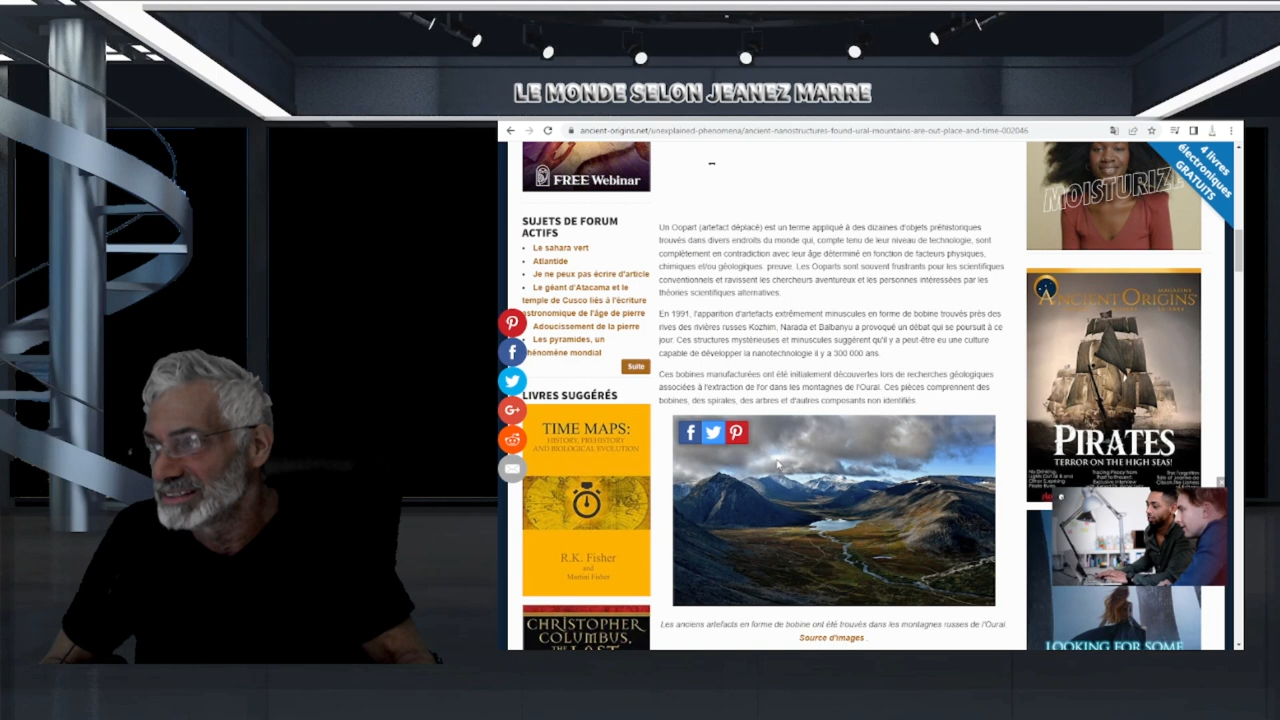 LE MONDE SELON JEANEZ MARRE
ancient-origins.net/unexplained-phenomena/ancient-nanostructures-found-ural-mountains-are-out-place-and-time-002046
FREE Webinar
SUJETS DE FORUM
ACTIFS
Le sahara vert
Atlantide
Je ne peux pas écrire d'article
Le géant d'Atacama et le
temple de Cusco liés à l'écriture
astronomique de l'âge de pierre
Adoucissement de la pierre
Les pyramides, un
phénomène mondial
Suite
LIVRES SUGGÉRÉS
TIME MAPS:
HISTORY, PREHISTORY
AND BIOLOGICAL EVOLUTION
R.K. Fisher
and
Martin Fisher
CHRISTOPHER
COLUMBUS,
THE LAST
Un Oopart (artefact déplacé) est un terme appliqué à des dizaines d'objets préhistoriques
trouvés dans divers endroits du monde qui, compte tenu de leur niveau de technologie, sont
complètement en contradiction avec leur âge déterminé en fonction de facteurs physiques,
chimiques et/ou géologiques. preuve. Les Ooparts sont souvent frustrants pour les scientifiques
conventionnels et ravissent les chercheurs aventureux et les personnes intéressées par les
théories scientifiques alternatives.
En 1991, l'apparition d'artefacts extrêmement minuscules en forme de bobine trouvés près des
rives des rivières russes Kozhim, Narada et Balbanyu a provoqué un débat qui se poursuit à ce
jour. Ces structures mystérieuses et minuscules suggèrent qu'il y a peut-être eu une culture
capable de développer la nanotechnologie il y a 300 000 ans.
Ces bobines manufacturées ont été initialement découvertes lors de recherches géologiques
associées à l'extraction de l'or dans les montagnes de l'Oural. Ces pièces comprennent des
bobines, des spirales, des arbres et d'autres composants non identifiés.
Les anciens artefacts en forme de bobine ont été trouvés dans les montagnes russes de l'Oural.
Source d'images
MOISTURIZE
4 livres
électroniques
GRATUITS
MAGAZINE
ANCIENT ORIGINS
PIRATES
TERROR ON THE HIGH SEAS!
LOOKING FOR SOME